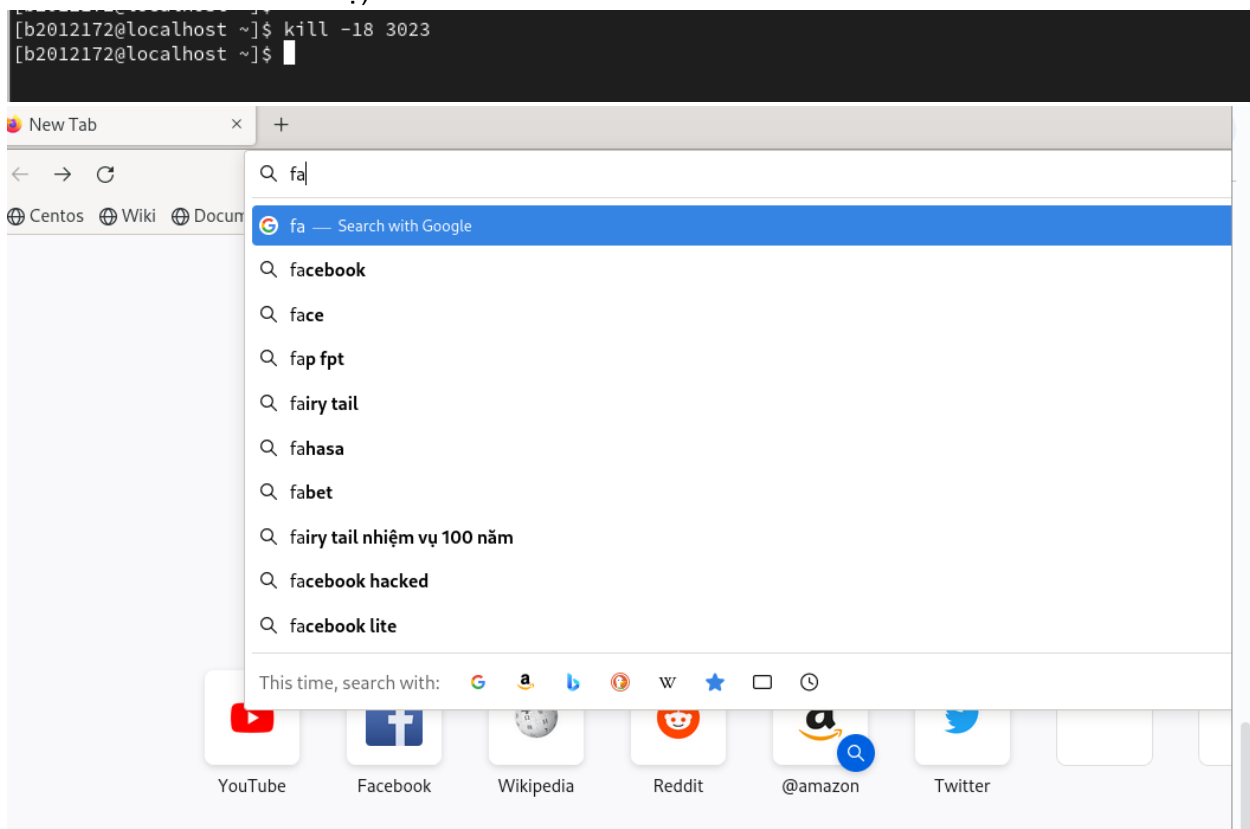 [b2012172@localhost ~]$ kill -18 3023
[b2012172@localhost ~]$
New Tab × +
fa
Centos Wiki Docum
fa — Search with Google
facebook
face
fap fpt
fairy tail
fahasa
fabet
fairy tail nhiệm vụ 100 năm
facebook hacked
facebook lite
This time, search with:
YouTube Facebook Wikipedia Reddit @amazon Twitter